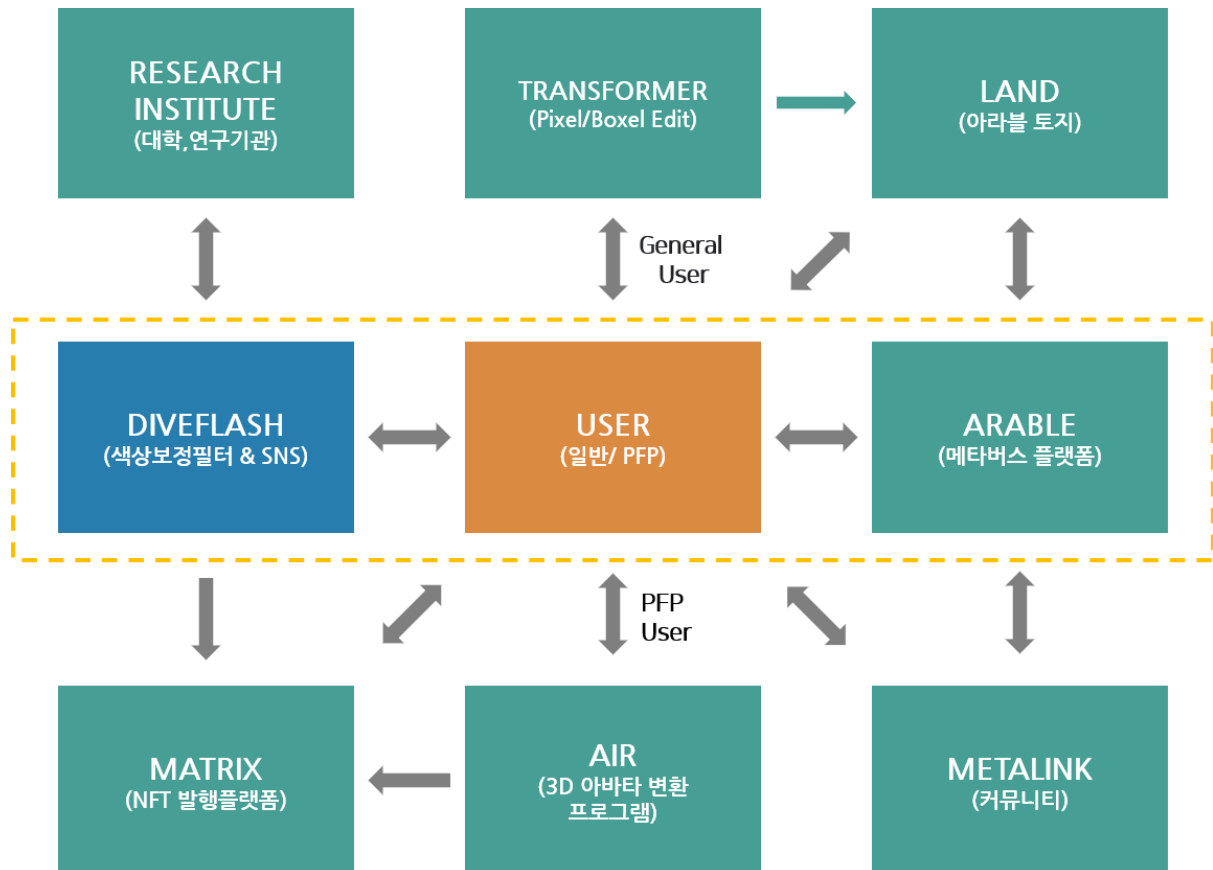 RESEARCH
INSTITUTE
(대학,연구기관)
TRANSFORMER
(Pixel/Boxel Edit)
LAND
(아라블 토지)
General
User
DIVEFLASH
(색상보정필터 & SNS)
USER
(일반/ PFP)
ARABLE
(메타버스 플랫폼)
PFP
User
MATRIX
(NFT 발행플랫폼)
AIR
(3D 아바타 변환
프로그램)
METALINK
(커뮤니티)